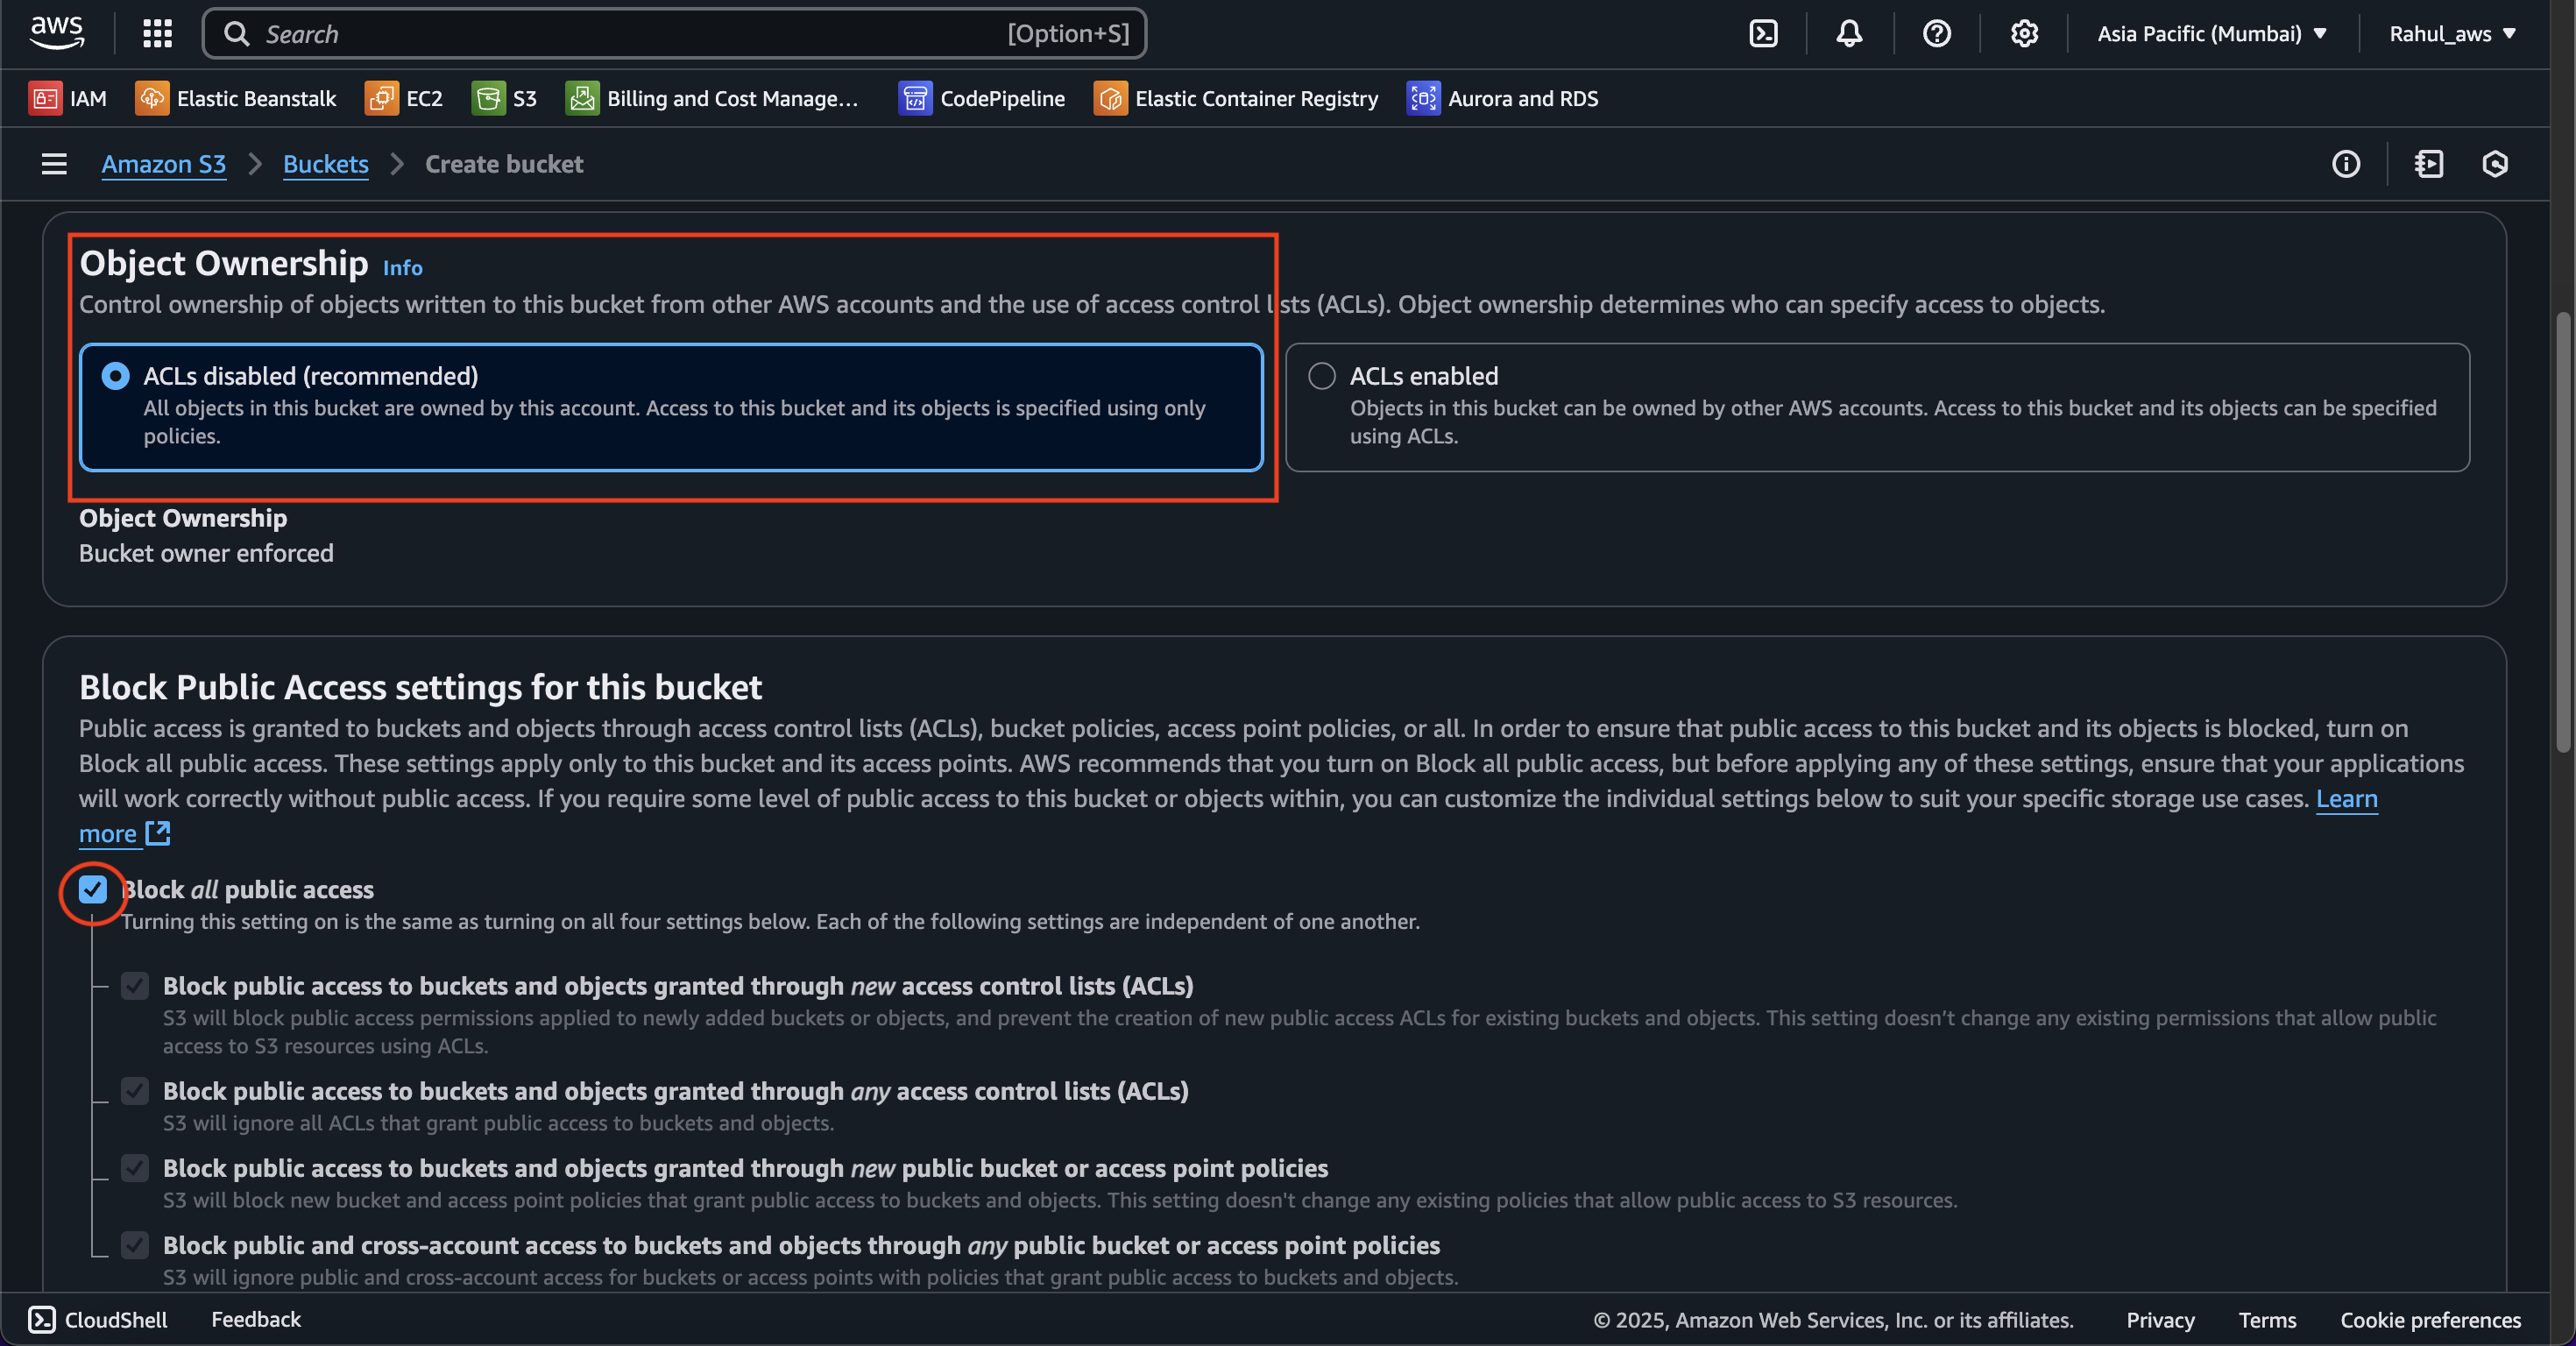 aws
Search [Option+S]
Asia Pacific (Mumbai)
Rahul_aws
IAM
Elastic Beanstalk
EC2
S3
Billing and Cost Manage...
CodePipeline
Elastic Container Registry
Aurora and RDS
Amazon S3 > Buckets > Create bucket
Object Ownership Info
Control ownership of objects written to this bucket from other AWS accounts and the use of access control lists (ACLs). Object ownership determines who can specify access to objects.
ACLs disabled (recommended)
All objects in this bucket are owned by this account. Access to this bucket and its objects is specified using only
policies.
ACLs enabled
Objects in this bucket can be owned by other AWS accounts. Access to this bucket and its objects can be specified
using ACLs.
Object Ownership
Bucket owner enforced
Block Public Access settings for this bucket
Public access is granted to buckets and objects through access control lists (ACLs), bucket policies, access point policies, or all. In order to ensure that public access to this bucket and its objects is blocked, turn on
Block all public access. These settings apply only to this bucket and its access points. AWS recommends that you turn on Block all public access, but before applying any of these settings, ensure that your applications
will work correctly without public access. If you require some level of public access to this bucket or objects within, you can customize the individual settings below to suit your specific storage use cases. Learn
more
Block all public access
Turning this setting on is the same as turning on all four settings below. Each of the following settings are independent of one another.
Block public access to buckets and objects granted through new access control lists (ACLs)
S3 will block public access permissions applied to newly added buckets or objects, and prevent the creation of new public access ACLs for existing buckets and objects. This setting doesn’t change any existing permissions that allow public
access to S3 resources using ACLs.
Block public access to buckets and objects granted through any access control lists (ACLs)
S3 will ignore all ACLs that grant public access to buckets and objects.
Block public access to buckets and objects granted through new public bucket or access point policies
S3 will block new bucket and access point policies that grant public access to buckets and objects. This setting doesn't change any existing policies that allow public access to S3 resources.
Block public and cross-account access to buckets and objects through any public bucket or access point policies
S3 will ignore public and cross-account access for buckets or access points with policies that grant public access to buckets and objects.
CloudShell
Feedback
© 2025, Amazon Web Services, Inc. or its affiliates.
Privacy
Terms
Cookie preferences